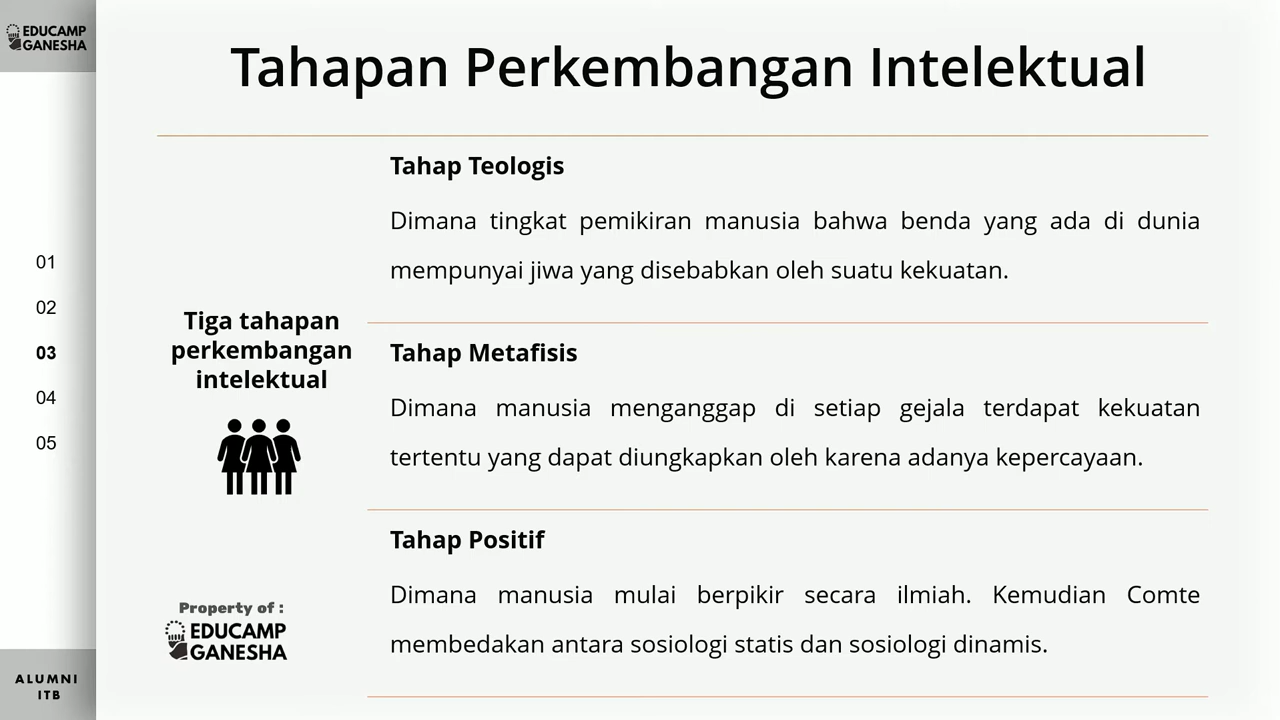 EDUCAMP
GANESHA
Tahapan Perkembangan Intelektual
01
02
03
04
05
Tiga tahapan
perkembangan
intelektual
Tahap Teologis
Dimana tingkat pemikiran manusia bahwa benda yang ada di dunia
mempunyai jiwa yang disebabkan oleh suatu kekuatan.
Tahap Metafisis
Dimana manusia menganggap di setiap gejala terdapat kekuatan
tertentu yang dapat diungkapkan oleh karena adanya kepercayaan.
Tahap Positif
Dimana manusia mulai berpikir secara ilmiah. Kemudian Comte
membedakan antara sosiologi statis dan sosiologi dinamis.
Property of :
EDUCAMP
GANESHA
ALUMNI
ITB